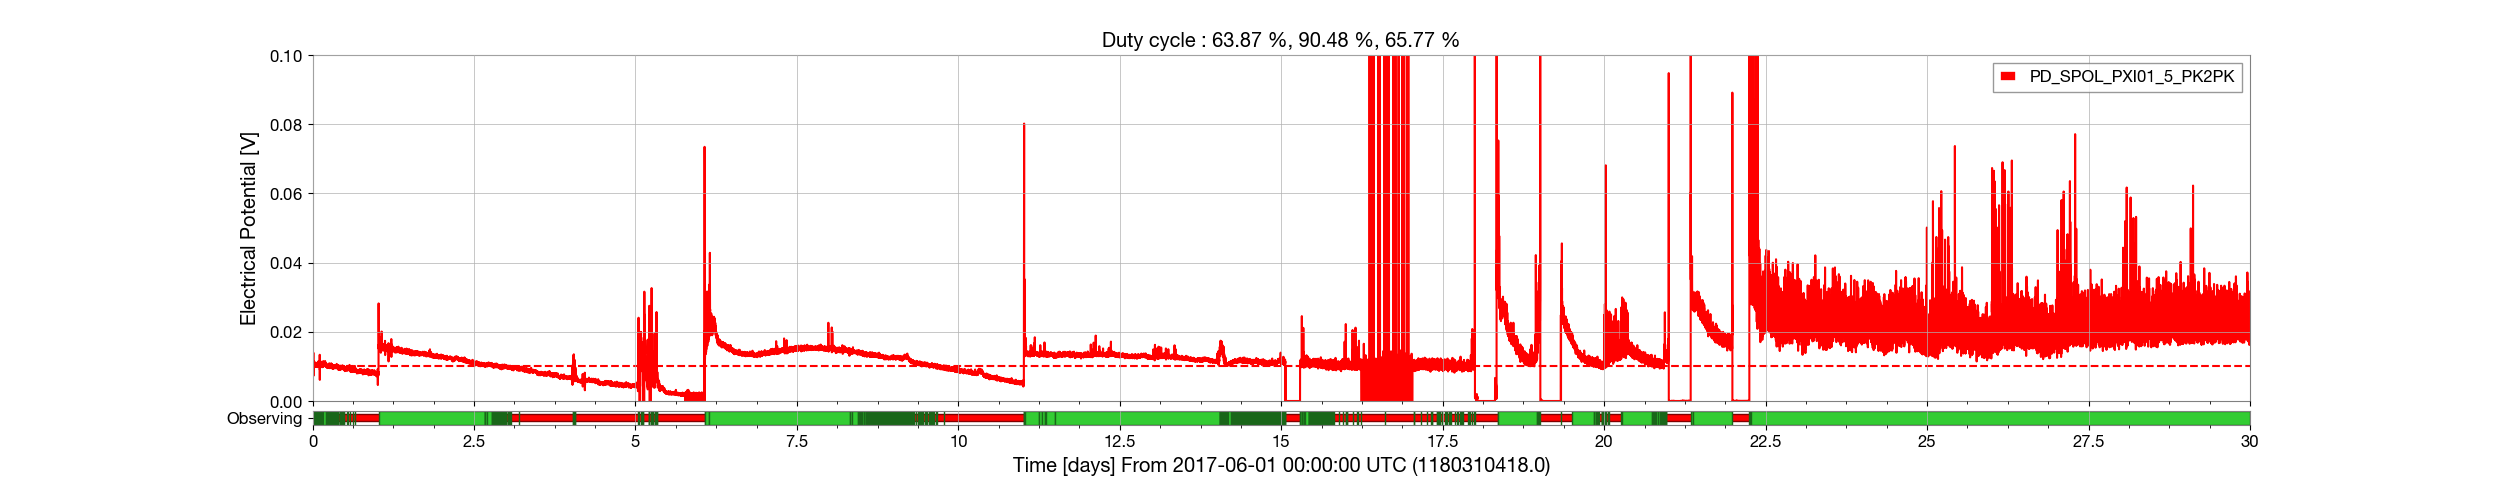 Duty cycle : 63.87 %, 90.48 %, 65.77 %
PD_SPOL_PXI01_5_PK2PK
Electrical Potential [V]
0.10
0.08
0.06
0.04
0.02
0.00
Observing
0 2.5 5 7.5 10 12.5 15 17.5 20 22.5 25 27.5 30
Time [days] From 2017-06-01 00:00:00 UTC (1180310418.0)